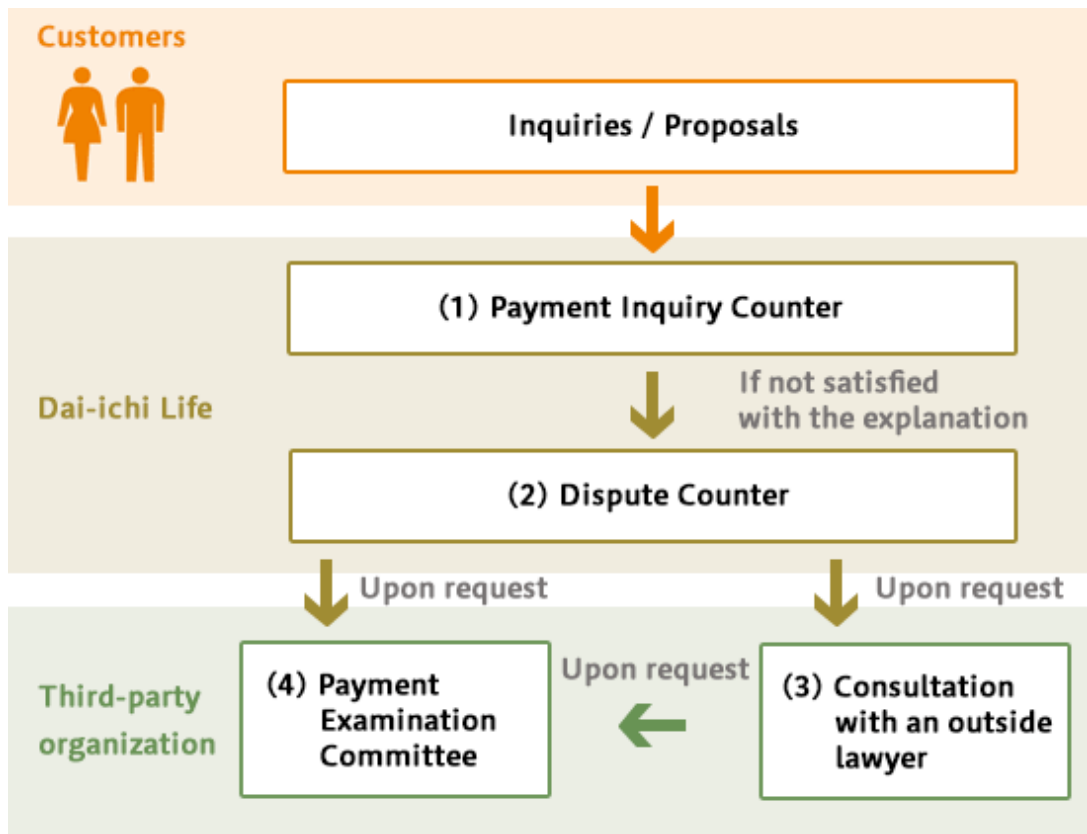 Customers
Inquiries / Proposals
(1) Payment Inquiry Counter
If not satisfied
with the explanation
Dai-ichi Life
(2) Dispute Counter
Upon request
Upon request
Third-party
organization
(4) Payment
Examination
Committee
Upon request
(3) Consultation
with an outside
lawyer